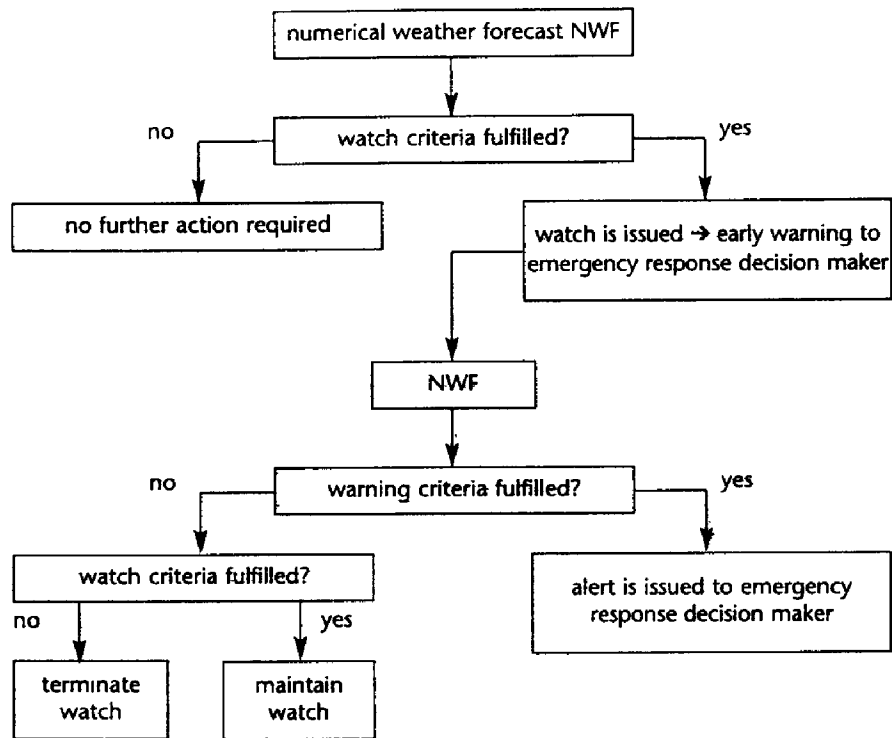 numerical weather forecast NWF
no
watch criteria fulfilled?
yes
no further action required
watch is issued → early warning to
emergency response decision maker
NWF
no
warning criteria fulfilled?
yes
watch criteria fulfilled?
alert is issued to emergency
response decision maker
no
yes
terminate
watch
maintain
watch